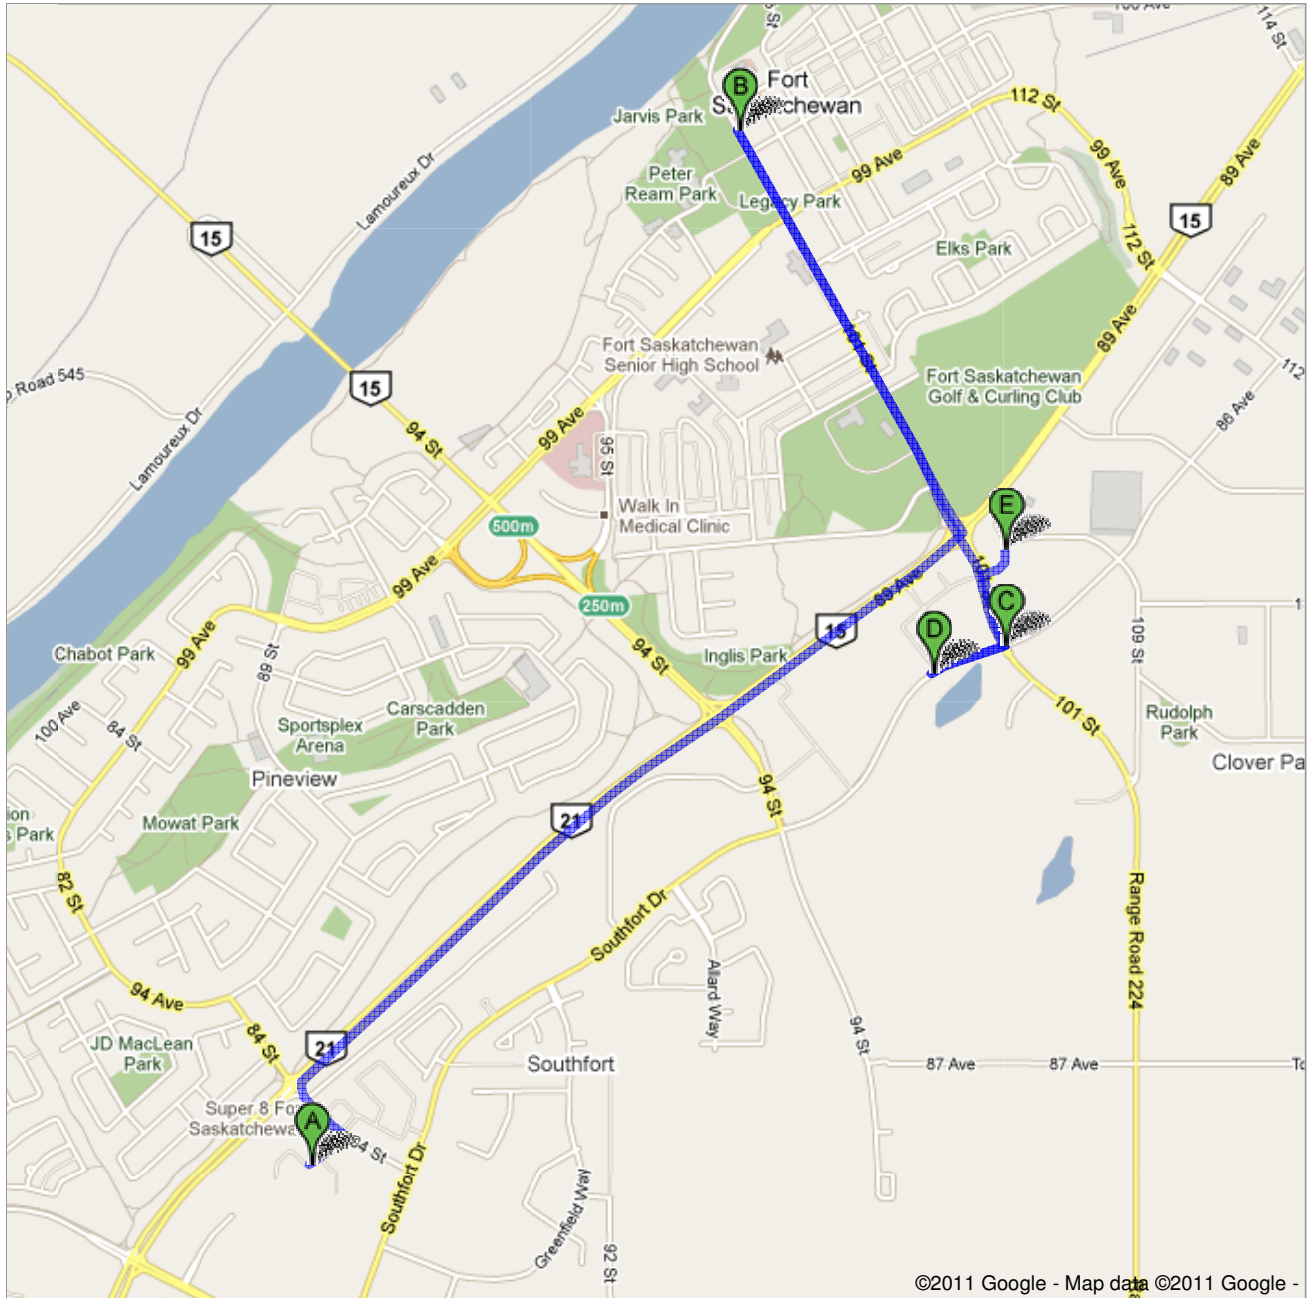 114 St
B
Fort
Saskatchewan
Jarvis Park
112 St
99 Ave
99 Ave
89 Ave
Peter
Ream Park
Legacy Park
15
Lamoureux Dr
15
112 St
Elks Park
89 Ave
Fort Saskatchewan
Senior High School
112
15
Road 545
Fort Saskatchewan
Golf & Curling Club
86 Ave
94 St
99 Ave
95 St
Lamoureux Dr
Walk In
Medical Clinic
500m
E
99 Ave
89 Ave
250m
C
15
D
109 St
99 Ave
Chabot Park
89 St
94 St
Inglis Park
100 Ave
84 St
Carscadden
Park
Sportsplex
Arena
101 St
Rudolph
Park
Clover Pa
Pineview
94 St
21
Mowat Park
s Park
82 St
Southfort Dr
Range Road 224
Allard Way
94 Ave
84 St
94 St
JD MacLean
Park
21
Southfort
87 Ave
87 Ave
Super 8 Fo
Saskatchewa
A
84 St
Southfort Dr
Greenfield Way
92 St
©2011 Google - Map data ©2011 Google -